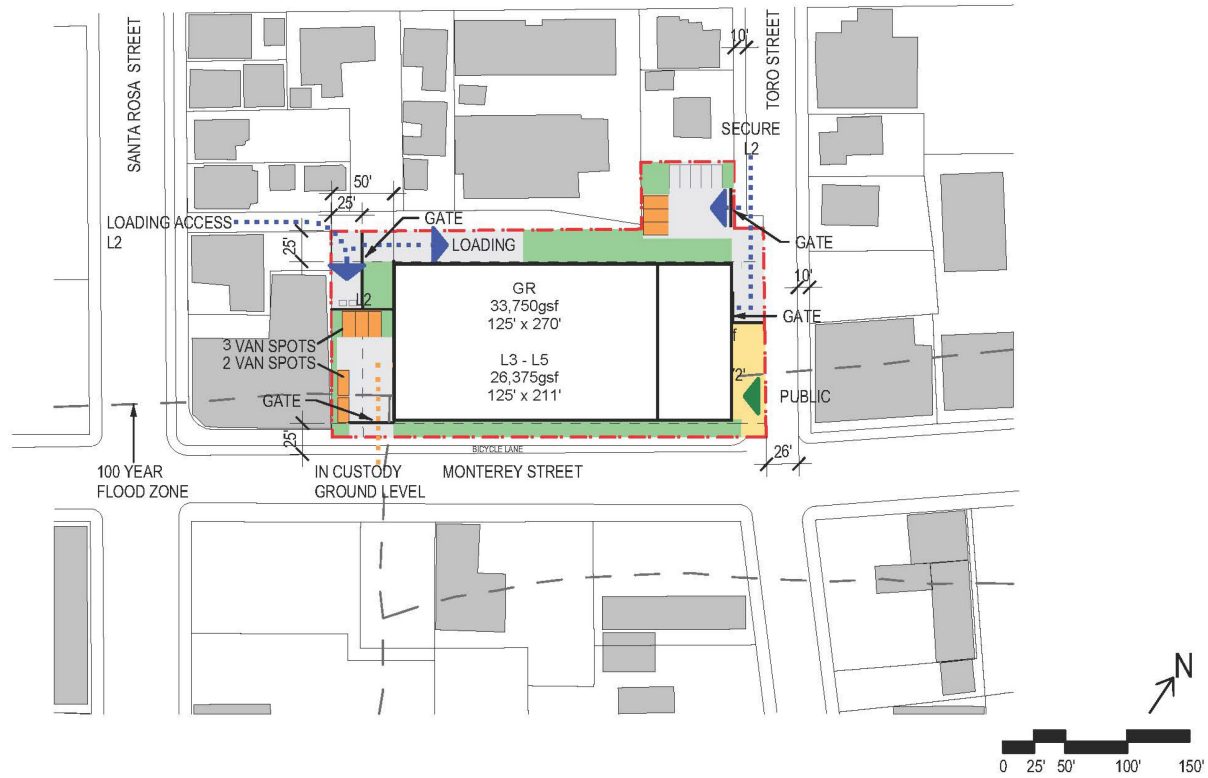 SANTA ROSA STREET
10'
TORO STREET
SECURE
L2
50'
25'
LOADING ACCESS
L2
GATE
25'
LOADING
GATE
GR
33,750gsf
125' x 270'
10'
L2
GATE
f
3 VAN SPOTS
2 VAN SPOTS
L3 - L5
26,375gsf
125' x 211'
'2'
PUBLIC
GATE
25'
BICYCLE LANE
26'
100 YEAR
FLOOD ZONE
IN CUSTODY
GROUND LEVEL
MONTEREY STREET
N
0 25' 50' 100' 150'